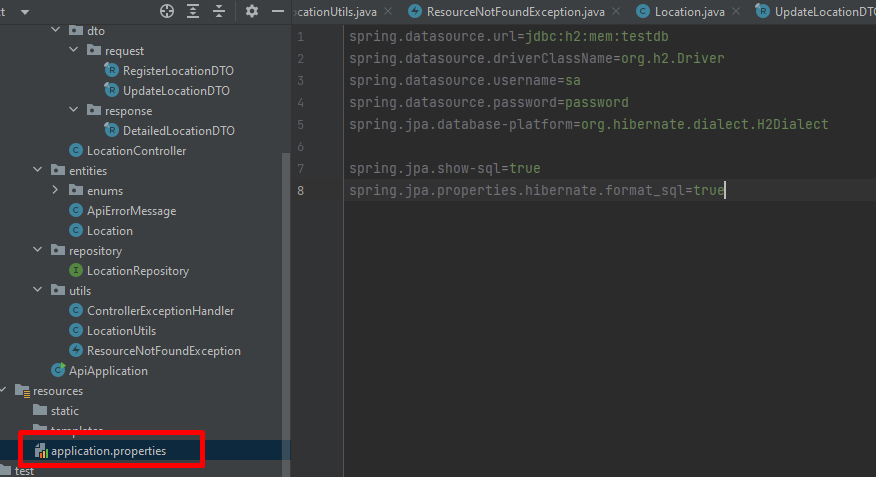 ct
dto
request
RegisterLocationDTO
UpdateLocationDTO
response
DetailedLocationDTO
LocationController
entities
enums
ApiErrorMessage
Location
repository
LocationRepository
utils
ControllerExceptionHandler
LocationUtils
ResourceNotFoundException
ApiApplication
resources
static
templates
application.properties
test
ocationUtils.java
ResourceNotFoundException.java
Location.java
UpdateLocationDTO
1 spring.datasource.url=jdbc:h2:mem:testdb
2 spring.datasource.driverClassName=org.h2.Driver
3 spring.datasource.username=sa
4 spring.datasource.password=password
5 spring.jpa.database-platform=org.hibernate.dialect.H2Dialect
6
7 spring.jpa.show-sql=true
8 spring.jpa.properties.hibernate.format_sql=true